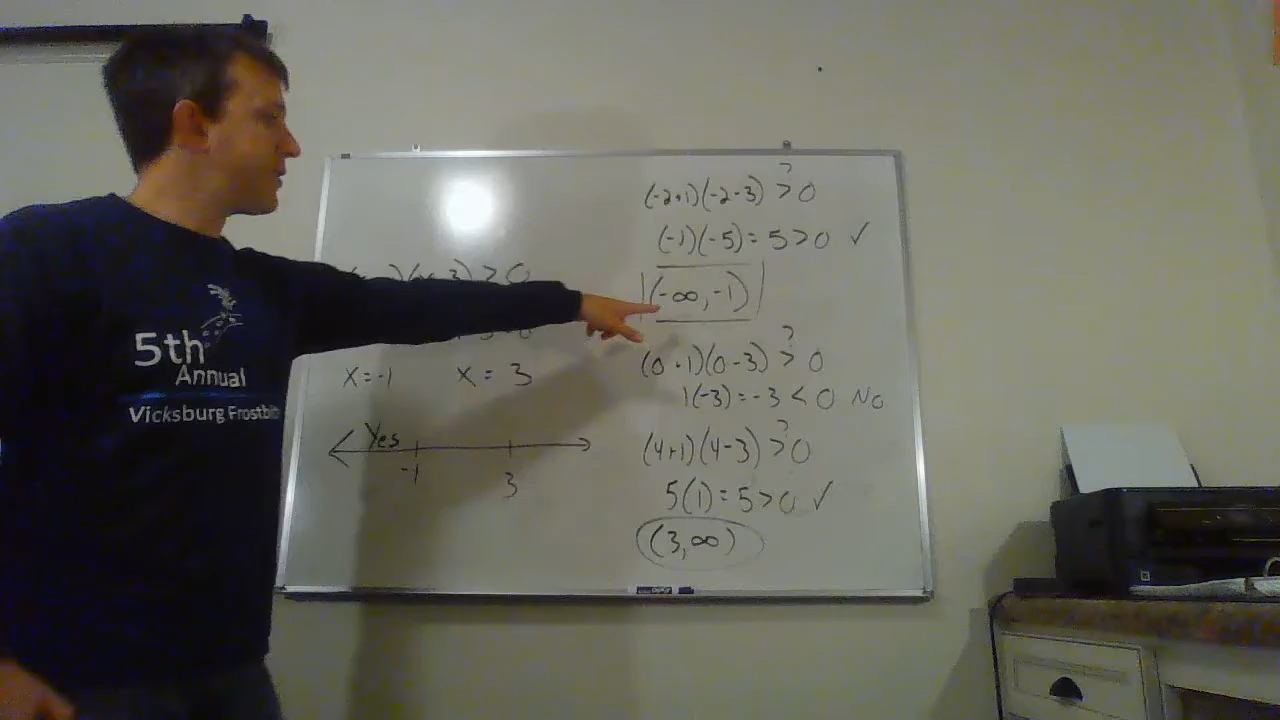 5th
Annual
Vicksburg Frostbi
x=-1 x = 3
Yes
-1 3
(-2+1)(-2-3) >? 0
(-1)(-5) = 5>0 ✓
(-∞,-1)
(0+1)(0-3) >? 0
1(-3) = -3 < 0 No
(4+1)(4-3) >? 0
5(1) = 5>0 ✓
(3,∞)